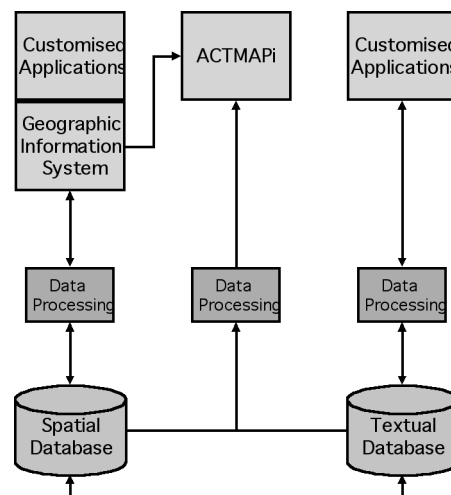 Customised
Applications
ACTMAPi
Customised
Applications
Geographic
Information
System
Data
Processing
Data
Processing
Data
Processing
Spatial
Database
Textual
Database